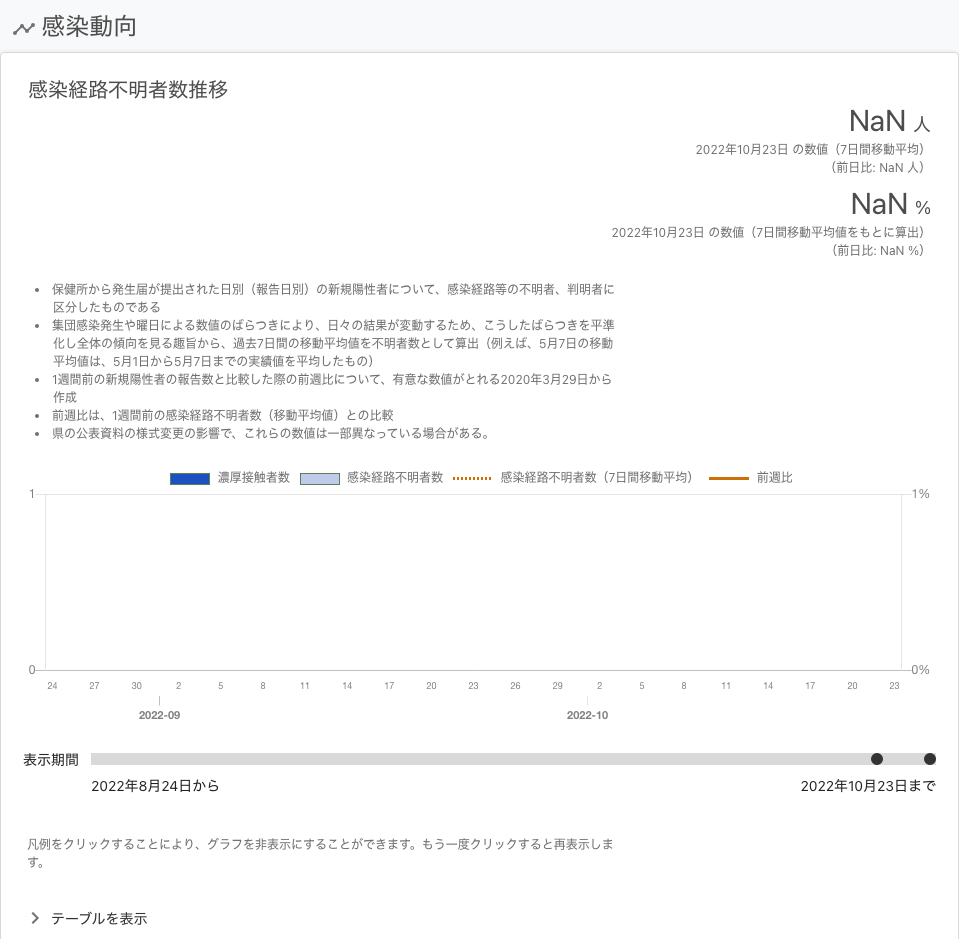 感染動向
感染経路不明者数推移
NaN 人
2022年10月23日 の数値（7日間移動平均）
（前日比: NaN 人）
NaN %
2022年10月23日 の数値（7日間移動平均値をもとに算出）
（前日比: NaN %）
• 保健所から発生届が提出された日別（報告日別）の新規陽性者について、感染経路等の不明者、判明者に
区分したものである
• 集団感染発生や曜日による数値のばらつきにより、日々の結果が変動するため、こうしたばらつきを平準
化し全体の傾向を見る趣旨から、過去7日間の移動平均値を不明者数として算出（例えば、5月7日の移動
平均値は、5月1日から5月7日までの実績値を平均したもの）
• 1週間前の新規陽性者の報告数と比較した際の前週比について、有意な数値がとれる2020年3月29日から
作成
• 前週比は、1週間前の感染経路不明者数（移動平均値）との比較
• 県の公表資料の様式変更の影響で、これらの数値は一部異なっている場合がある。
濃厚接触者数 感染経路不明者数 感染経路不明者数（7日間移動平均） 前週比
1 1%
0 0%
24 27 30 2 5 8 11 14 17 20 23 26 29 2 5 8 11 14 17 20 23
2022-09 2022-10
表示期間
2022年8月24日から 2022年10月23日まで
凡例をクリックすることにより、グラフを非表示にすることができます。もう一度クリックすると再表示しま
す。
テーブルを表示